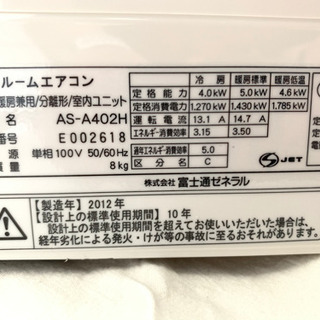 ルームエアコン
暖房兼用/分離形/室内ユニット
名 AS-A402H
番号 E002618
源 単相100V 50/60Hz
量 8kg
冷房 暖房標準 暖房低温
定格能力 4.0kW 5.0kW 4.6kW
定格消費電力 1,270kW 1,430kW 1,785kW
運転電流 13.1A 14.7A
エネルギー消費効率 3.15 3.50
通年エネルギー消費効率 5.0
区分名 C
JET
株式会社 富士通ゼネラル
【製造年】2012年
【設計上の標準使用期間】10年
設計上の標準使用期間を超えてお使いいただいた場合は、
経年劣化による発火・けが等の事故に至るおそれがあります。